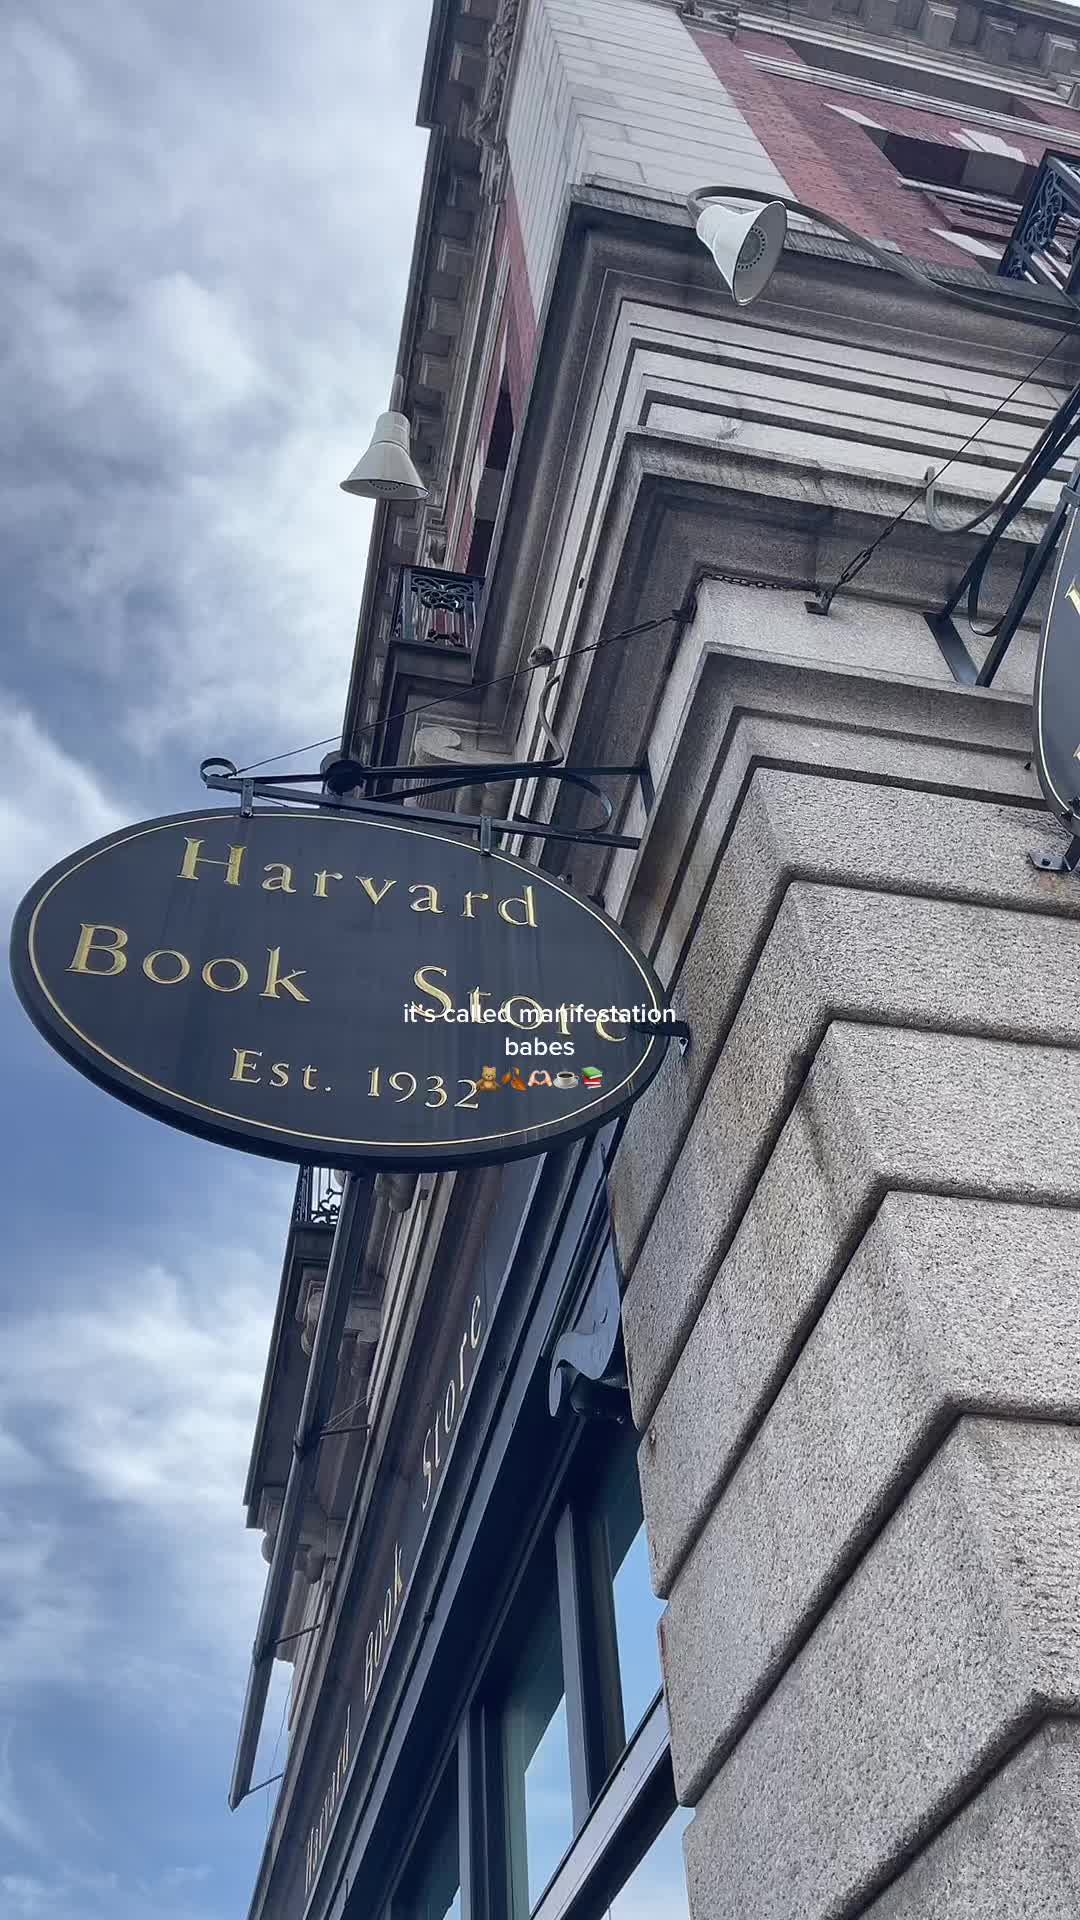 Harvard
Book Store
Est. 1932
it's called manifestation
babes
🧸🍂🫶🏻☕📚
Harvard Book Store